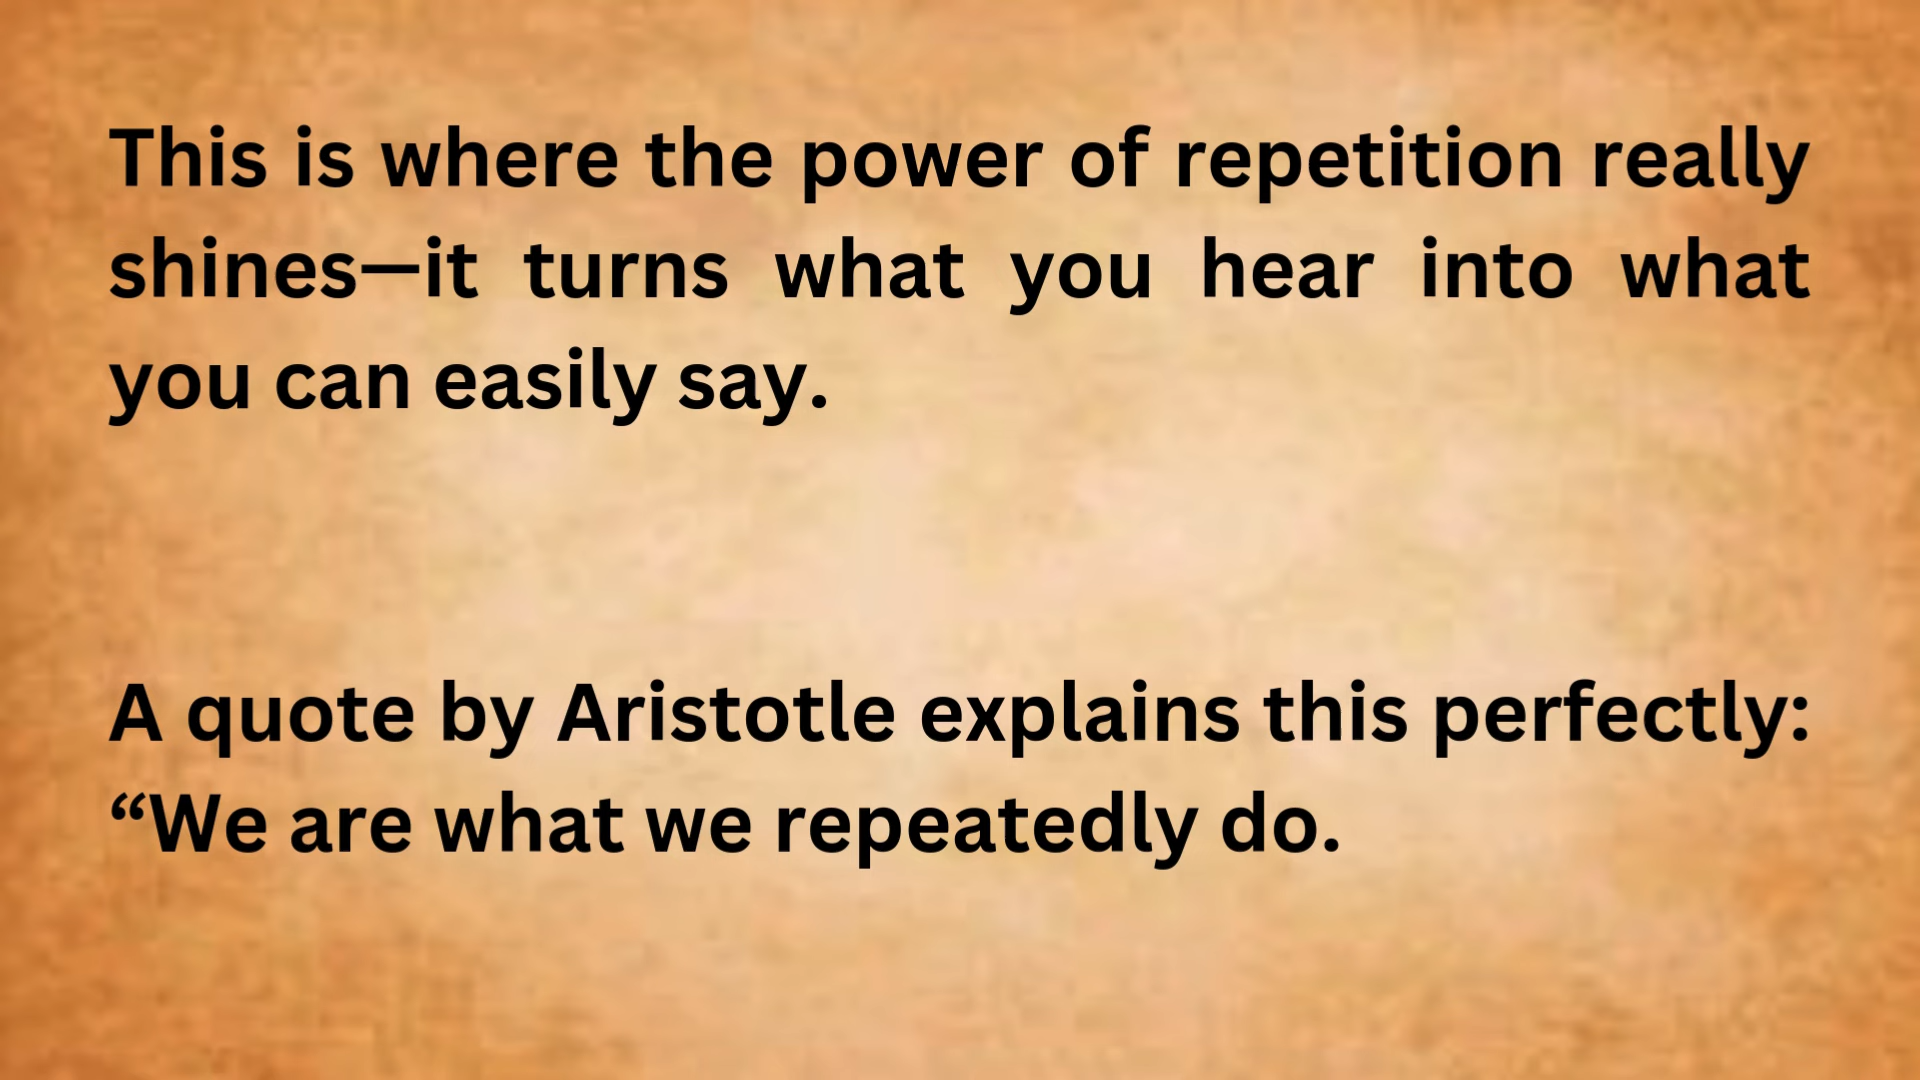 This is where the power of repetition really
shines—it turns what you hear into what
you can easily say.
A quote by Aristotle explains this perfectly:
“We are what we repeatedly do.